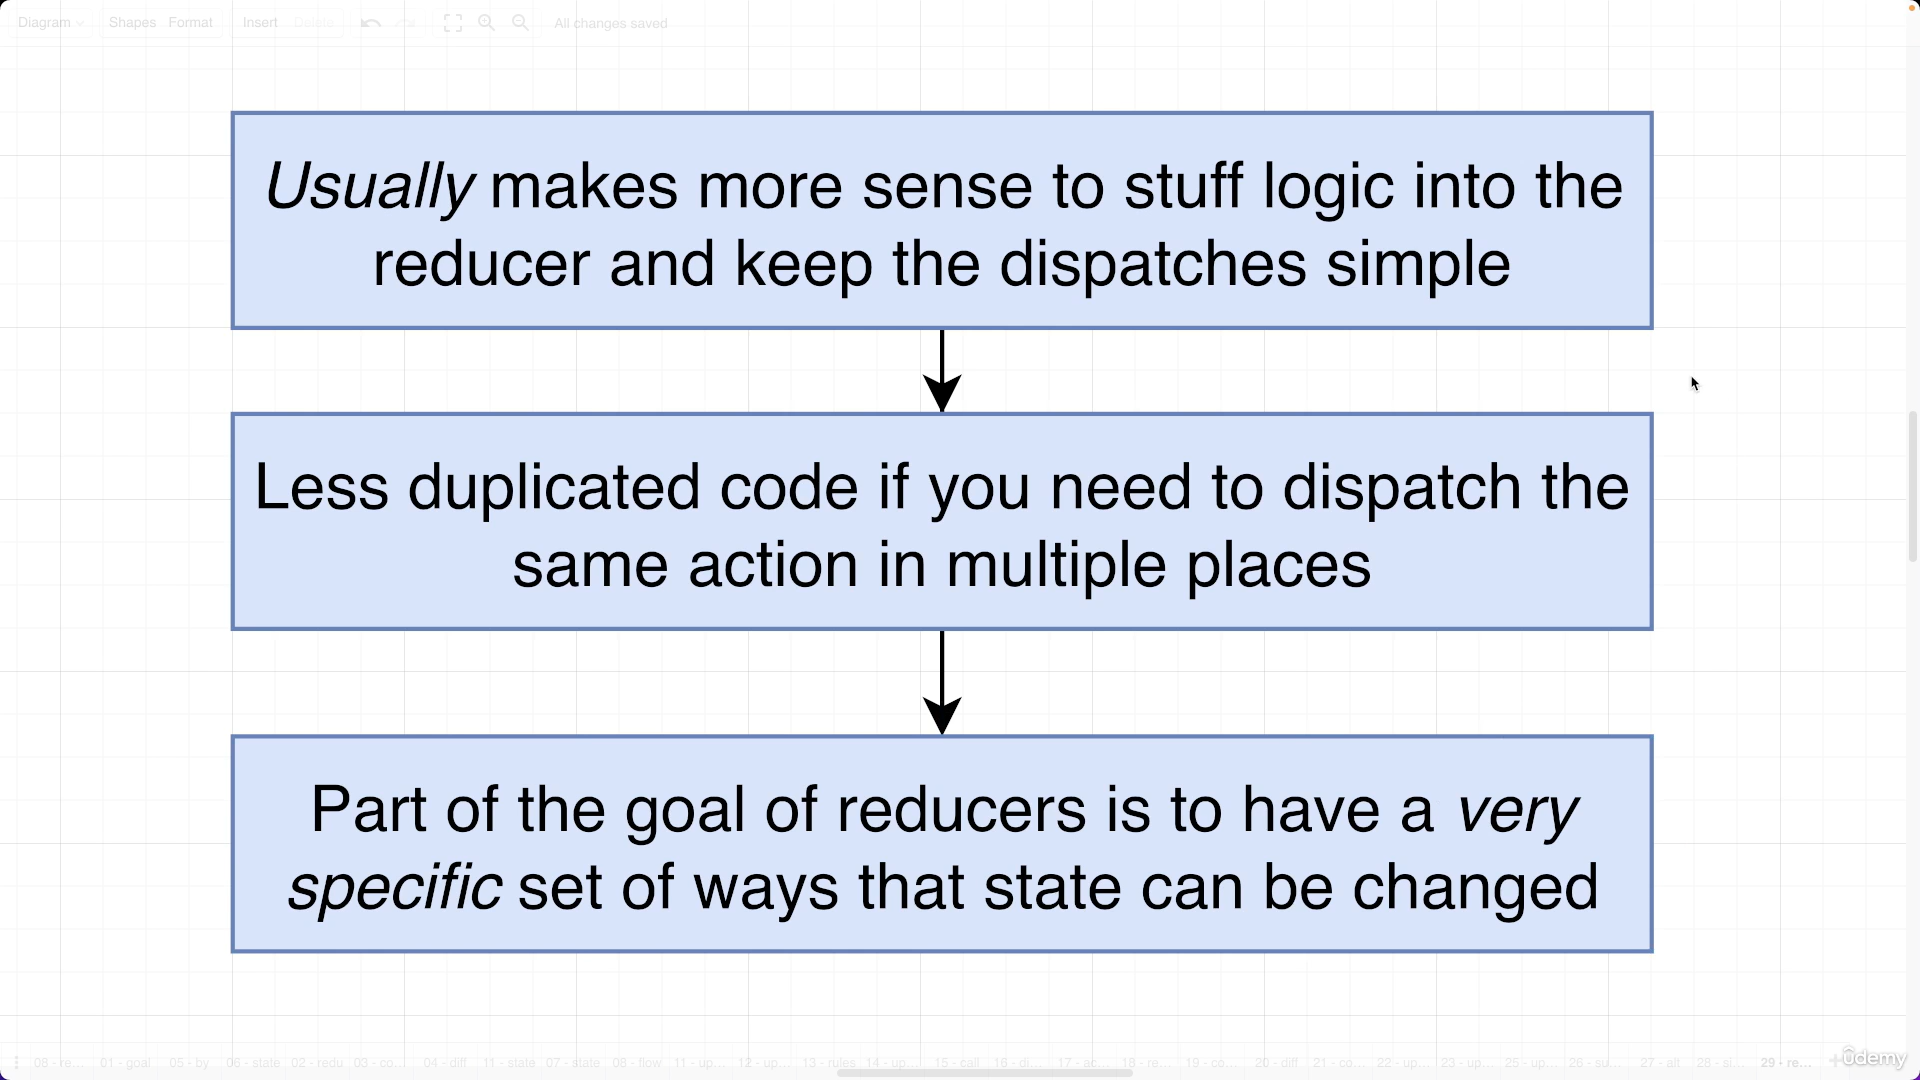 Diagram Shapes Format Insert Delete All changes saved
Usually makes more sense to stuff logic into the
reducer and keep the dispatches simple
Less duplicated code if you need to dispatch the
same action in multiple places
Part of the goal of reducers is to have a very
specific set of ways that state can be changed
08 - re... 01 - goal 05 - by 06 - state 02 - redu 03 - co... 04 - diff 11 - state 07 - state 08 - flow 11 - up... 12 - up... 13 - rules 14 - up... 15 - call 16 - di... 17 - ac... 18 - re... 19 - co... 20 - diff 21 - co... 22 - up... 23 - up... 25 - up... 26 - su... 27 - alt 28 - si... 29 - re...
ûdemy